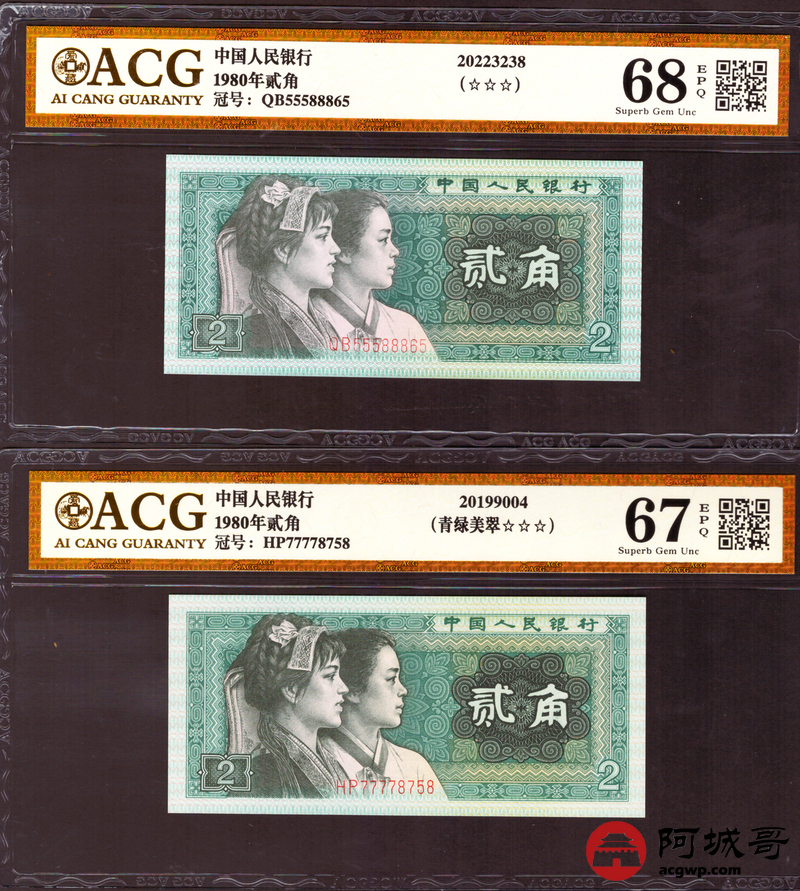 ACG
AI CANG GUARANTY
中国人民银行
1980年贰角
冠号：QB55588865
20223238
(☆☆☆)
68
EPQ
Superb Gem Unc
中国人民银行
贰角
2
QB55588865
2
ACG ACG
ACG
AI CANG GUARANTY
中国人民银行
1980年贰角
冠号：HP77778758
20199004
(青绿美翠☆☆☆)
67
EPQ
Superb Gem Unc
中国人民银行
贰角
2
HP77778758
2
阿城哥
acgwp.com